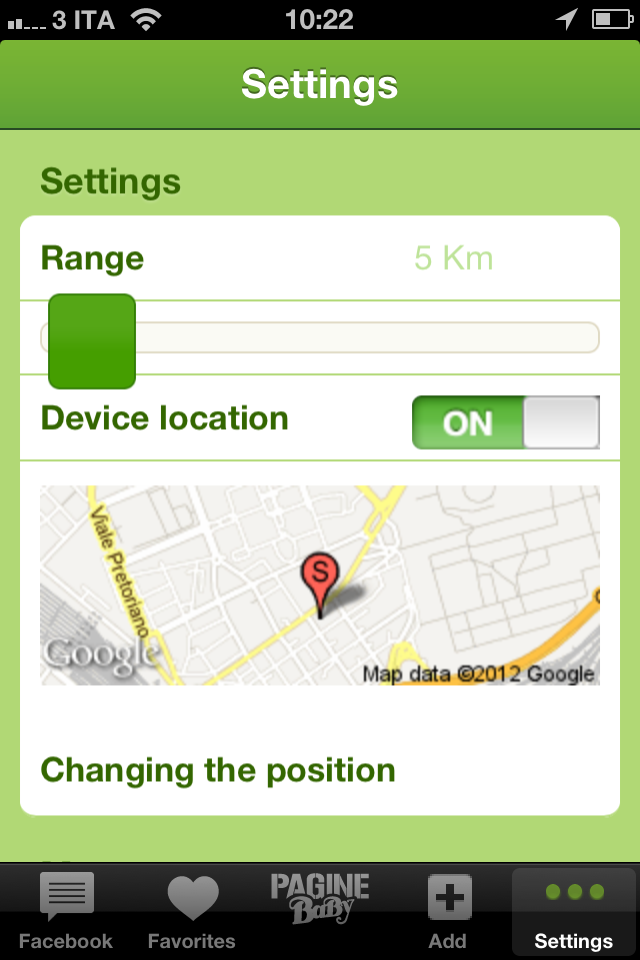 3 ITA
10:22
Settings
Settings
Range
5 Km
Device location
ON
Viale Pretoriano
S
Google
Map data ©2012 Google
Changing the position
Facebook
Favorites
PAGINE
BaBy
Add
Settings